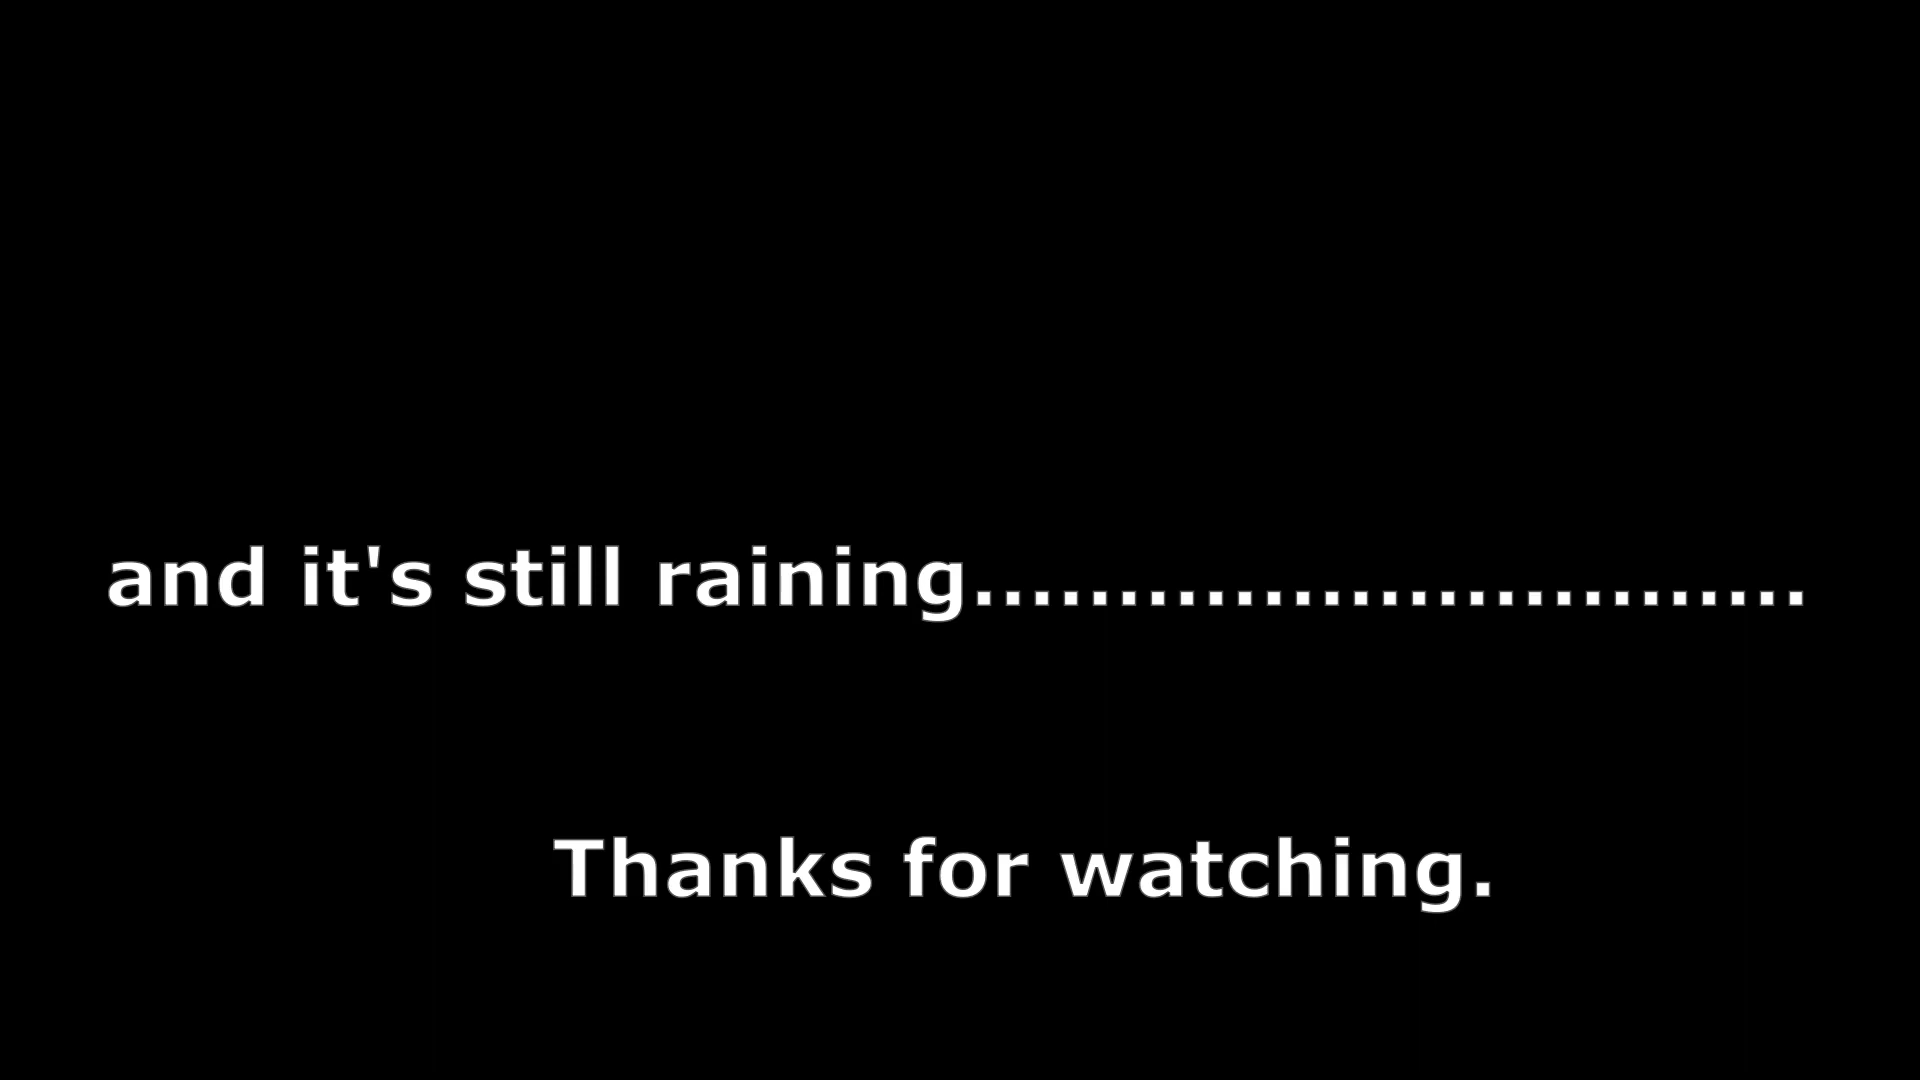 and it's still raining.............................
Thanks for watching.